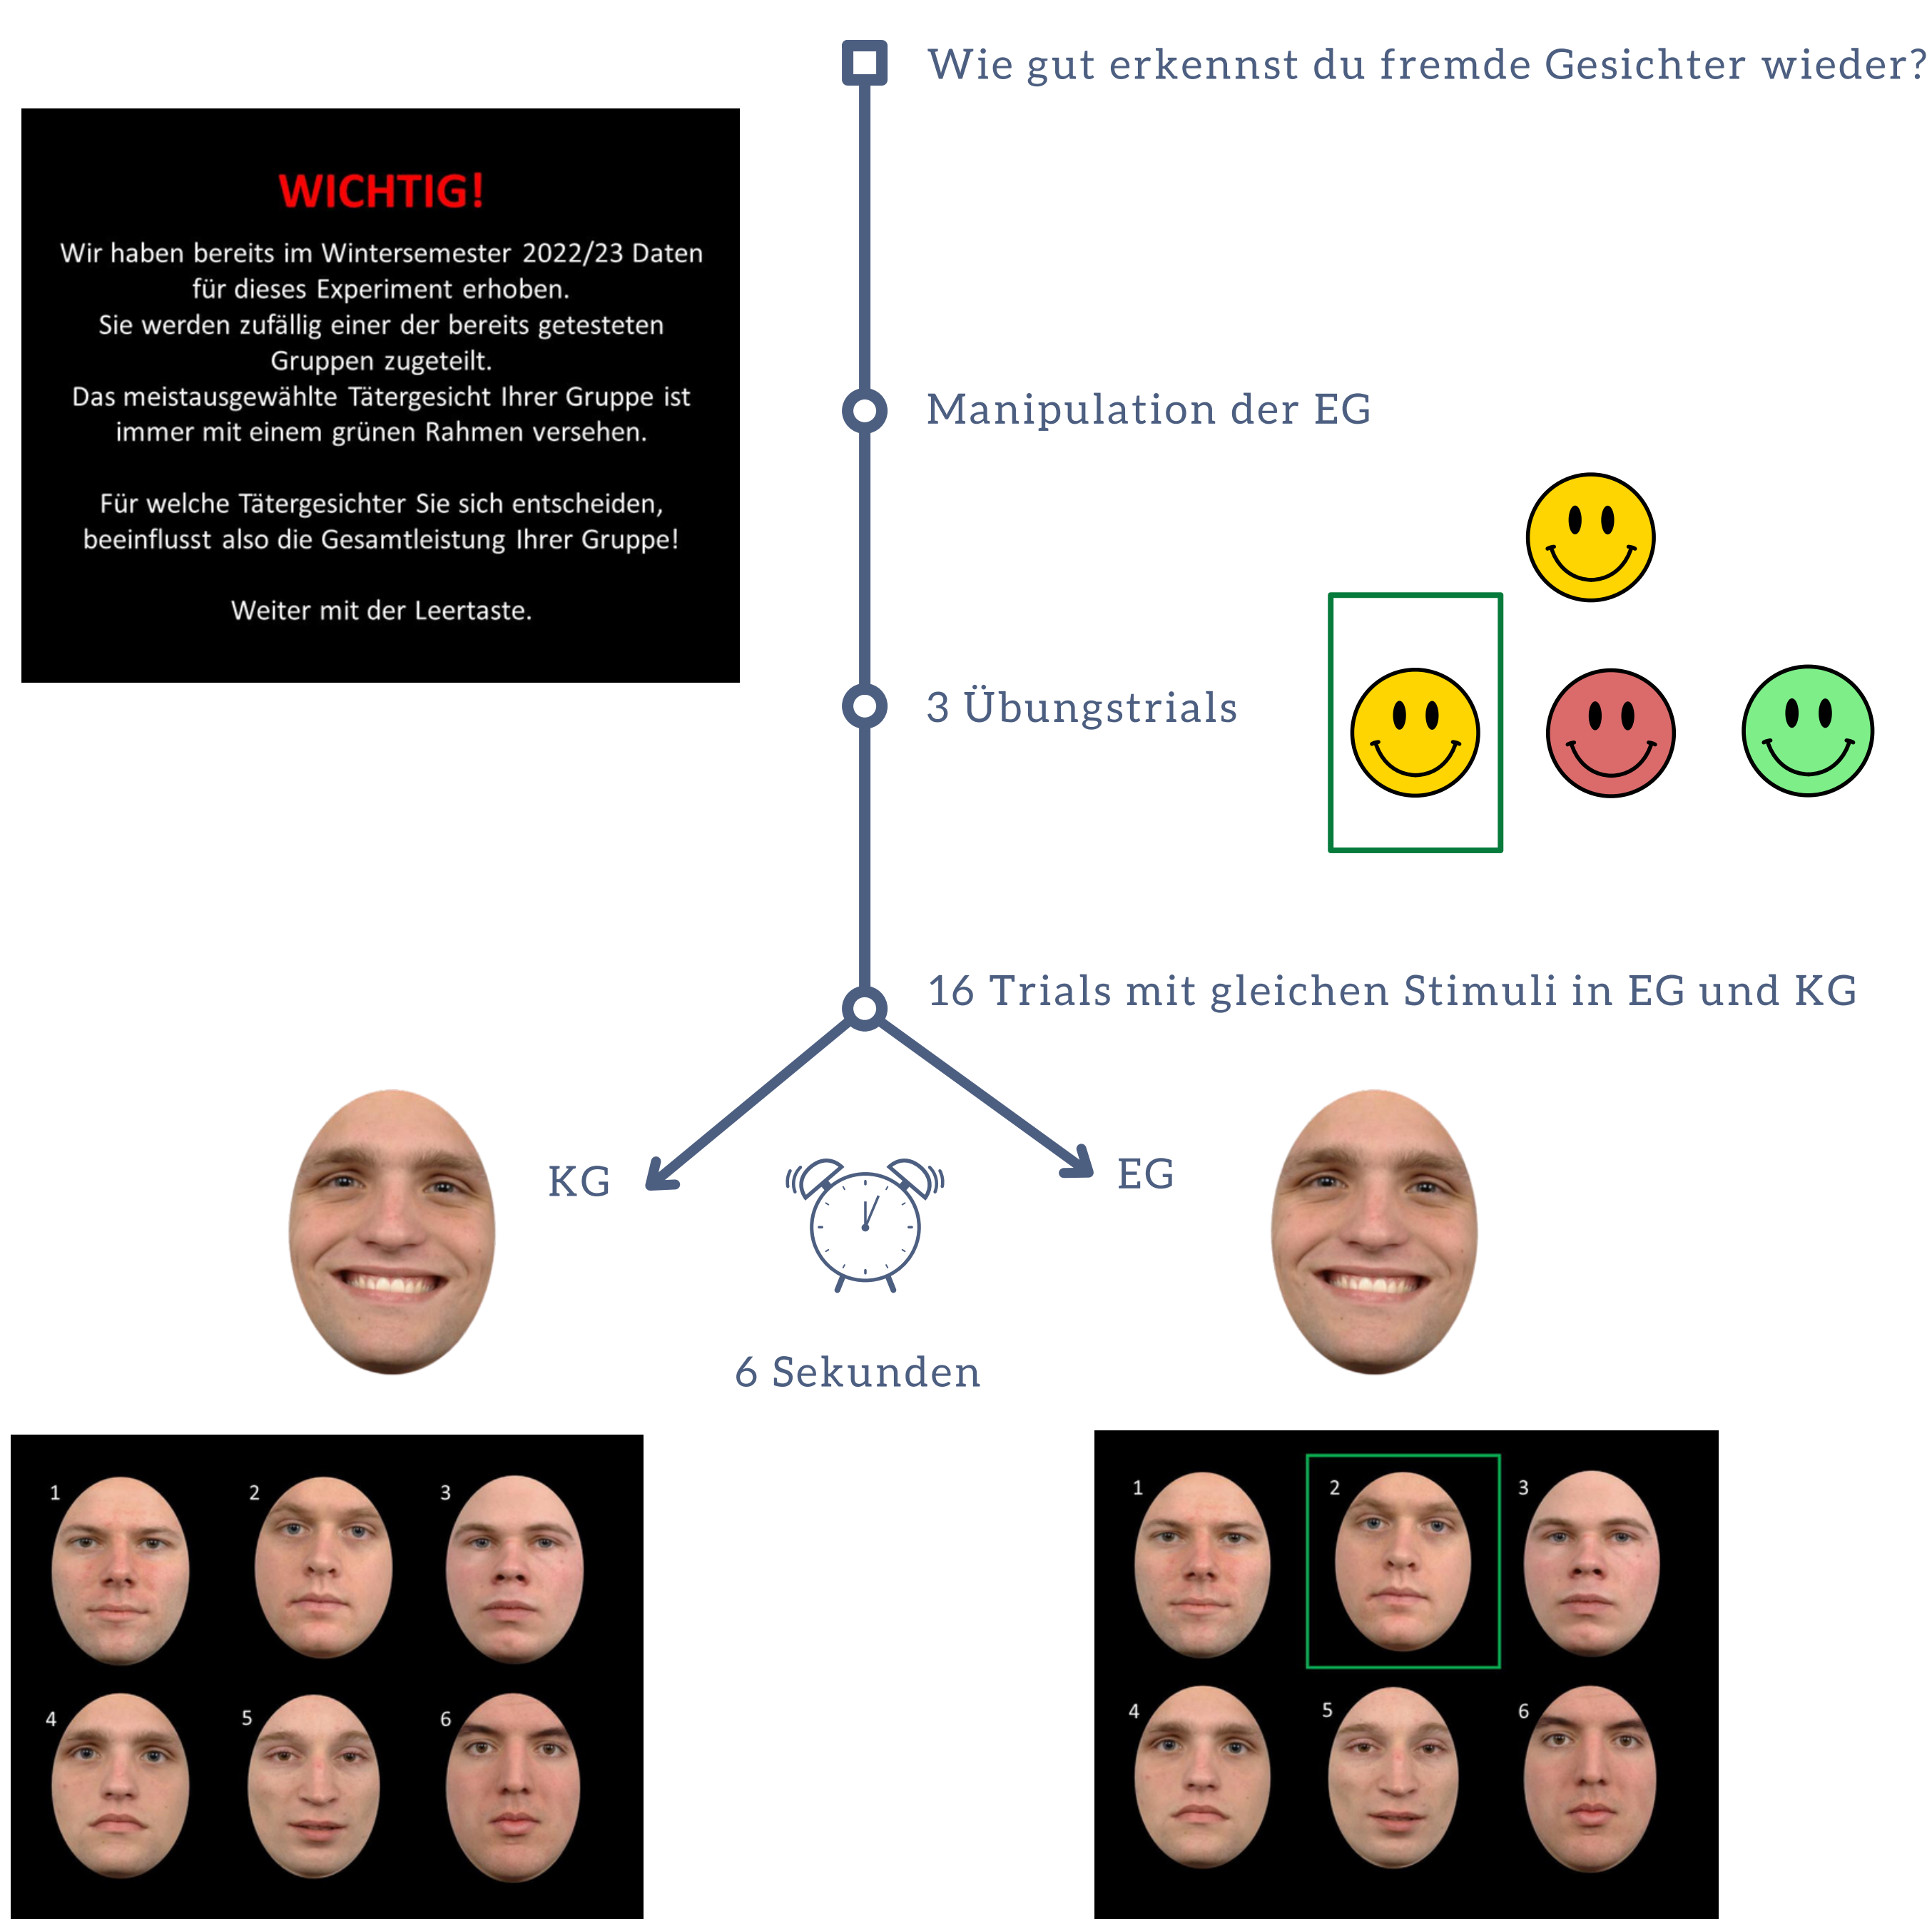 Wie gut erkennst du fremde Gesichter wieder?
WICHTIG!
Wir haben bereits im Wintersemester 2022/23 Daten
für dieses Experiment erhoben.
Sie werden zufällig einer der bereits getesteten
Gruppen zugeteilt.
Das meistausgewählte Tätergesicht Ihrer Gruppe ist
immer mit einem grünen Rahmen versehen.
Für welche Tätergesichter Sie sich entscheiden,
beeinflusst also die Gesamtleistung Ihrer Gruppe!
Weiter mit der Leertaste.
Manipulation der EG
3 Übungstrials
16 Trials mit gleichen Stimuli in EG und KG
KG
EG
6 Sekunden
1 2 3
4 5 6
1 2 3
4 5 6